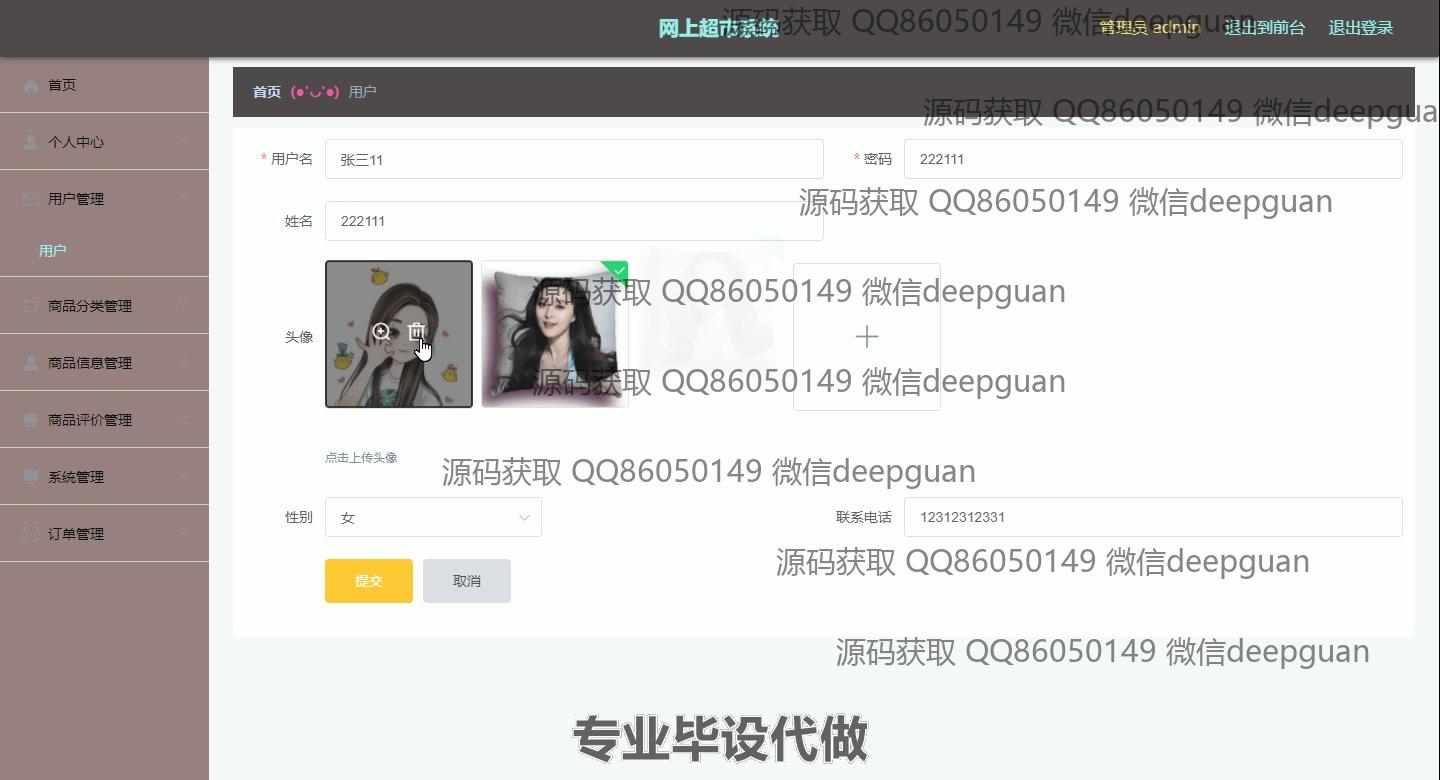 网上超市系统
管理员 admin
退出到前台
退出登录
源码获取 QQ86050149 微信deepguan
首页
个人中心
用户管理
用户
商品分类管理
商品信息管理
商品评价管理
系统管理
订单管理
首页 (●'◡'●) 用户
源码获取 QQ86050149 微信deepgua
* 用户名 张三11
* 密码 222111
源码获取 QQ86050149 微信deepguan
姓名 222111
源码获取 QQ86050149 微信deepguan
头像
源码获取 QQ86050149 微信deepguan
点击上传头像
源码获取 QQ86050149 微信deepguan
性别 女
联系电话 12312312331
源码获取 QQ86050149 微信deepguan
提交 取消
源码获取 QQ86050149 微信deepguan
专业毕设代做